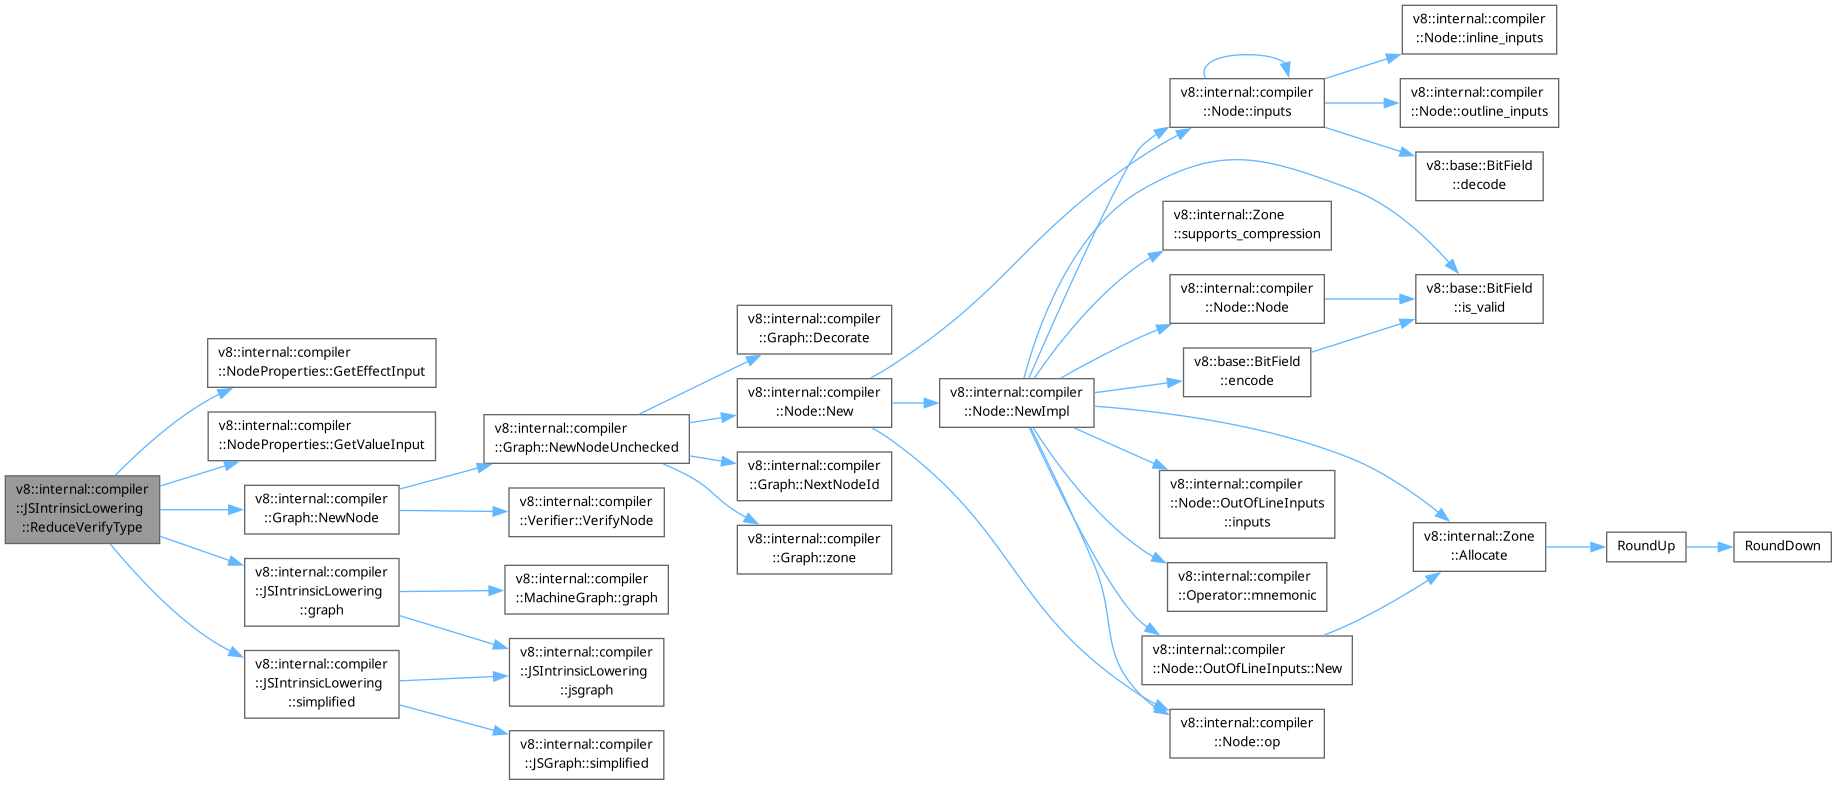 v8::internal::compiler
::JSIntrinsicLowering
::ReduceVerifyType
v8::internal::compiler
::NodeProperties::GetEffectInput
v8::internal::compiler
::NodeProperties::GetValueInput
v8::internal::compiler
::Graph::NewNode
v8::internal::compiler
::JSIntrinsicLowering
::graph
v8::internal::compiler
::JSIntrinsicLowering
::simplified
v8::internal::compiler
::Graph::NewNodeUnchecked
v8::internal::compiler
::Verifier::VerifyNode
v8::internal::compiler
::MachineGraph::graph
v8::internal::compiler
::JSIntrinsicLowering
::jsgraph
v8::internal::compiler
::JSGraph::simplified
v8::internal::compiler
::Graph::Decorate
v8::internal::compiler
::Node::New
v8::internal::compiler
::Graph::NextNodeId
v8::internal::compiler
::Graph::zone
v8::internal::compiler
::Node::NewImpl
v8::internal::compiler
::Node::inputs
v8::internal::Zone
::supports_compression
v8::internal::compiler
::Node::Node
v8::base::BitField
::encode
v8::internal::compiler
::Node::OutOfLineInputs
::inputs
v8::internal::compiler
::Operator::mnemonic
v8::internal::compiler
::Node::OutOfLineInputs::New
v8::internal::compiler
::Node::op
v8::internal::compiler
::Node::inline_inputs
v8::internal::compiler
::Node::outline_inputs
v8::base::BitField
::decode
v8::base::BitField
::is_valid
v8::internal::Zone
::Allocate
RoundUp
RoundDown